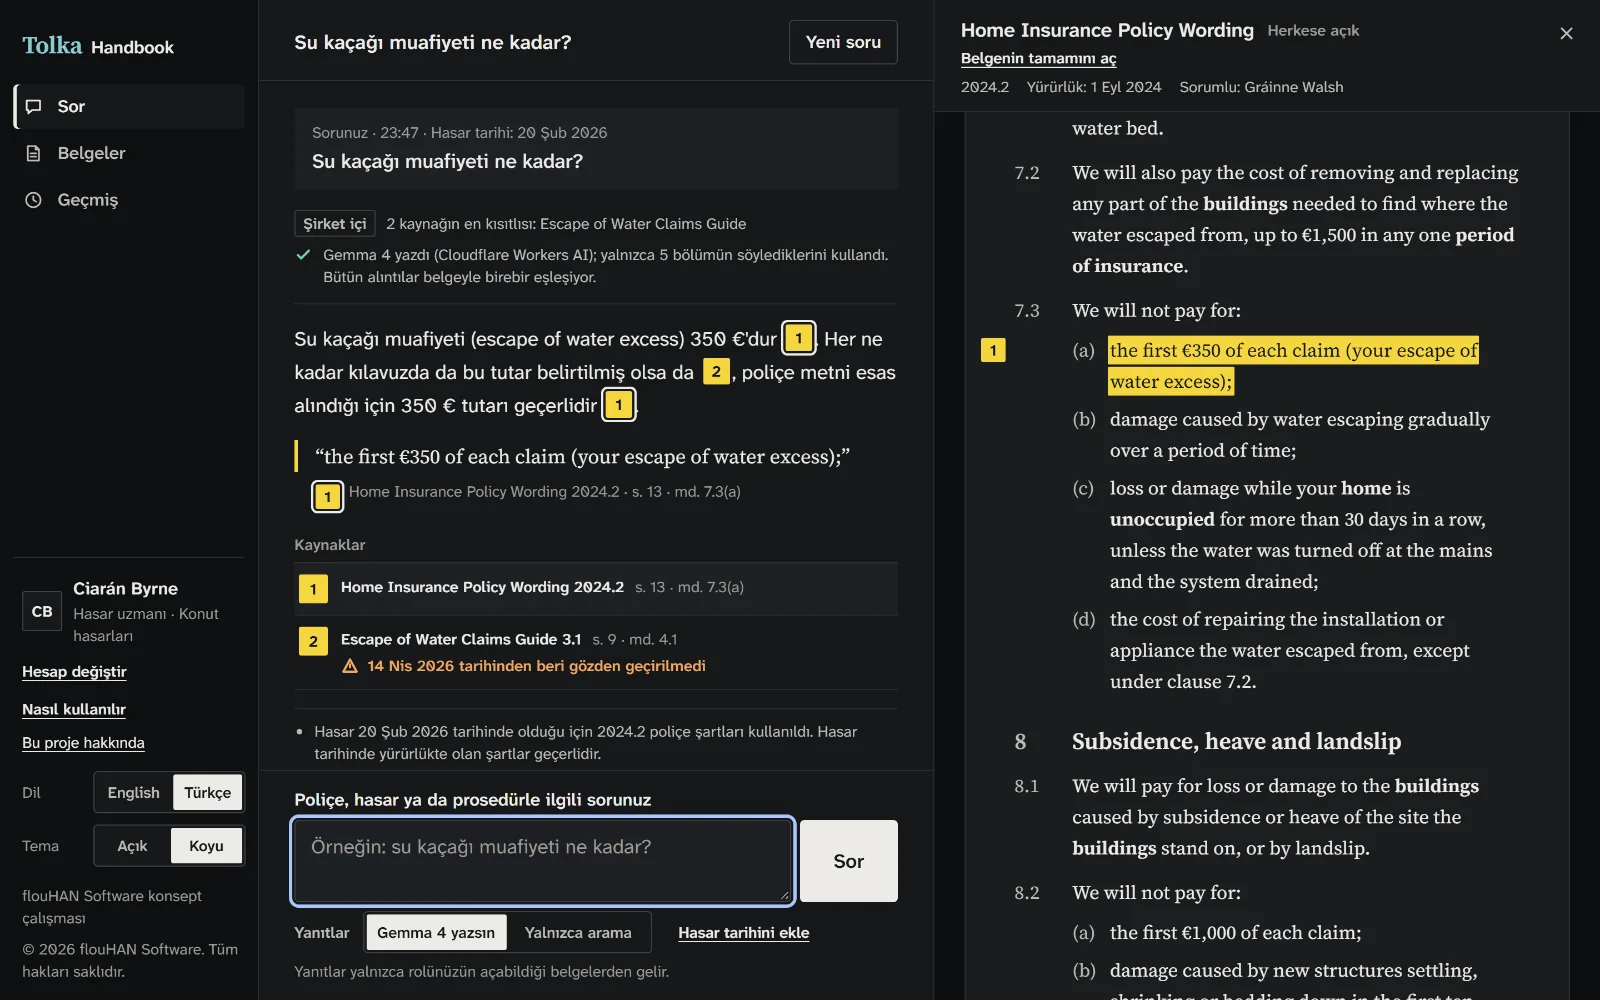 Tolka Handbook
Sor
Belgeler
Geçmiş
CB
Ciarán Byrne
Hasar uzmanı · Konut
hasarları
Hesap değiştir
Nasıl kullanılır
Bu proje hakkında
Dil
English
Türkçe
Tema
Açık
Koyu
flouHAN Software konsept
çalışması
© 2026 flouHAN Software. Tüm
hakları saklıdır.
Su kaçağı muafiyeti ne kadar?
Yeni soru
Sorunuz · 23:47 · Hasar tarihi: 20 Şub 2026
Su kaçağı muafiyeti ne kadar?
Şirket içi 2 kaynağın en kısıtlısı: Escape of Water Claims Guide
Gemma 4 yazdı (Cloudflare Workers AI); yalnızca 5 bölümün söylediklerini kullandı.
Bütün alıntılar belgeyle birebir eşleşiyor.
Su kaçağı muafiyeti (escape of water excess) 350 €'dur 1. Her ne
kadar kılavuzda da bu tutar belirtilmiş olsa da 2, poliçe metni esas
alındığı için 350 € tutarı geçerlidir 1.
“the first €350 of each claim (your escape of water excess);”
1 Home Insurance Policy Wording 2024.2 · s. 13 · md. 7.3(a)
Kaynaklar
1 Home Insurance Policy Wording 2024.2 s. 13 · md. 7.3(a)
2 Escape of Water Claims Guide 3.1 s. 9 · md. 4.1
14 Nis 2026 tarihinden beri gözden geçirilmedi
• Hasar 20 Şub 2026 tarihinde olduğu için 2024.2 poliçe şartları kullanıldı. Hasar
tarihinde yürürlükte olan şartlar geçerlidir.
Poliçe, hasar ya da prosedürle ilgili sorunuz
Örneğin: su kaçağı muafiyeti ne kadar?
Sor
Yanıtlar
Gemma 4 yazsın
Yalnızca arama
Hasar tarihini ekle
Yanıtlar yalnızca rolünüzün açabildiği belgelerden gelir.
Home Insurance Policy Wording Herkese açık
Belgenin tamamını aç
2024.2 Yürürlük: 1 Eyl 2024 Sorumlu: Gráinne Walsh
water bed.
7.2 We will also pay the cost of removing and replacing
any part of the buildings needed to find where the
water escaped from, up to €1,500 in any one period
of insurance.
7.3 We will not pay for:
1 (a) the first €350 of each claim (your escape of
water excess);
(b) damage caused by water escaping gradually
over a period of time;
(c) loss or damage while your home is
unoccupied for more than 30 days in a row,
unless the water was turned off at the mains
and the system drained;
(d) the cost of repairing the installation or
appliance the water escaped from, except
under clause 7.2.
8 Subsidence, heave and landslip
8.1 We will pay for loss or damage to the buildings
caused by subsidence or heave of the site the
buildings stand on, or by landslip.
8.2 We will not pay for:
(a) the first €1,000 of each claim;
(b) damage caused by new structures settling,
shrinking or bedding down in the first ten